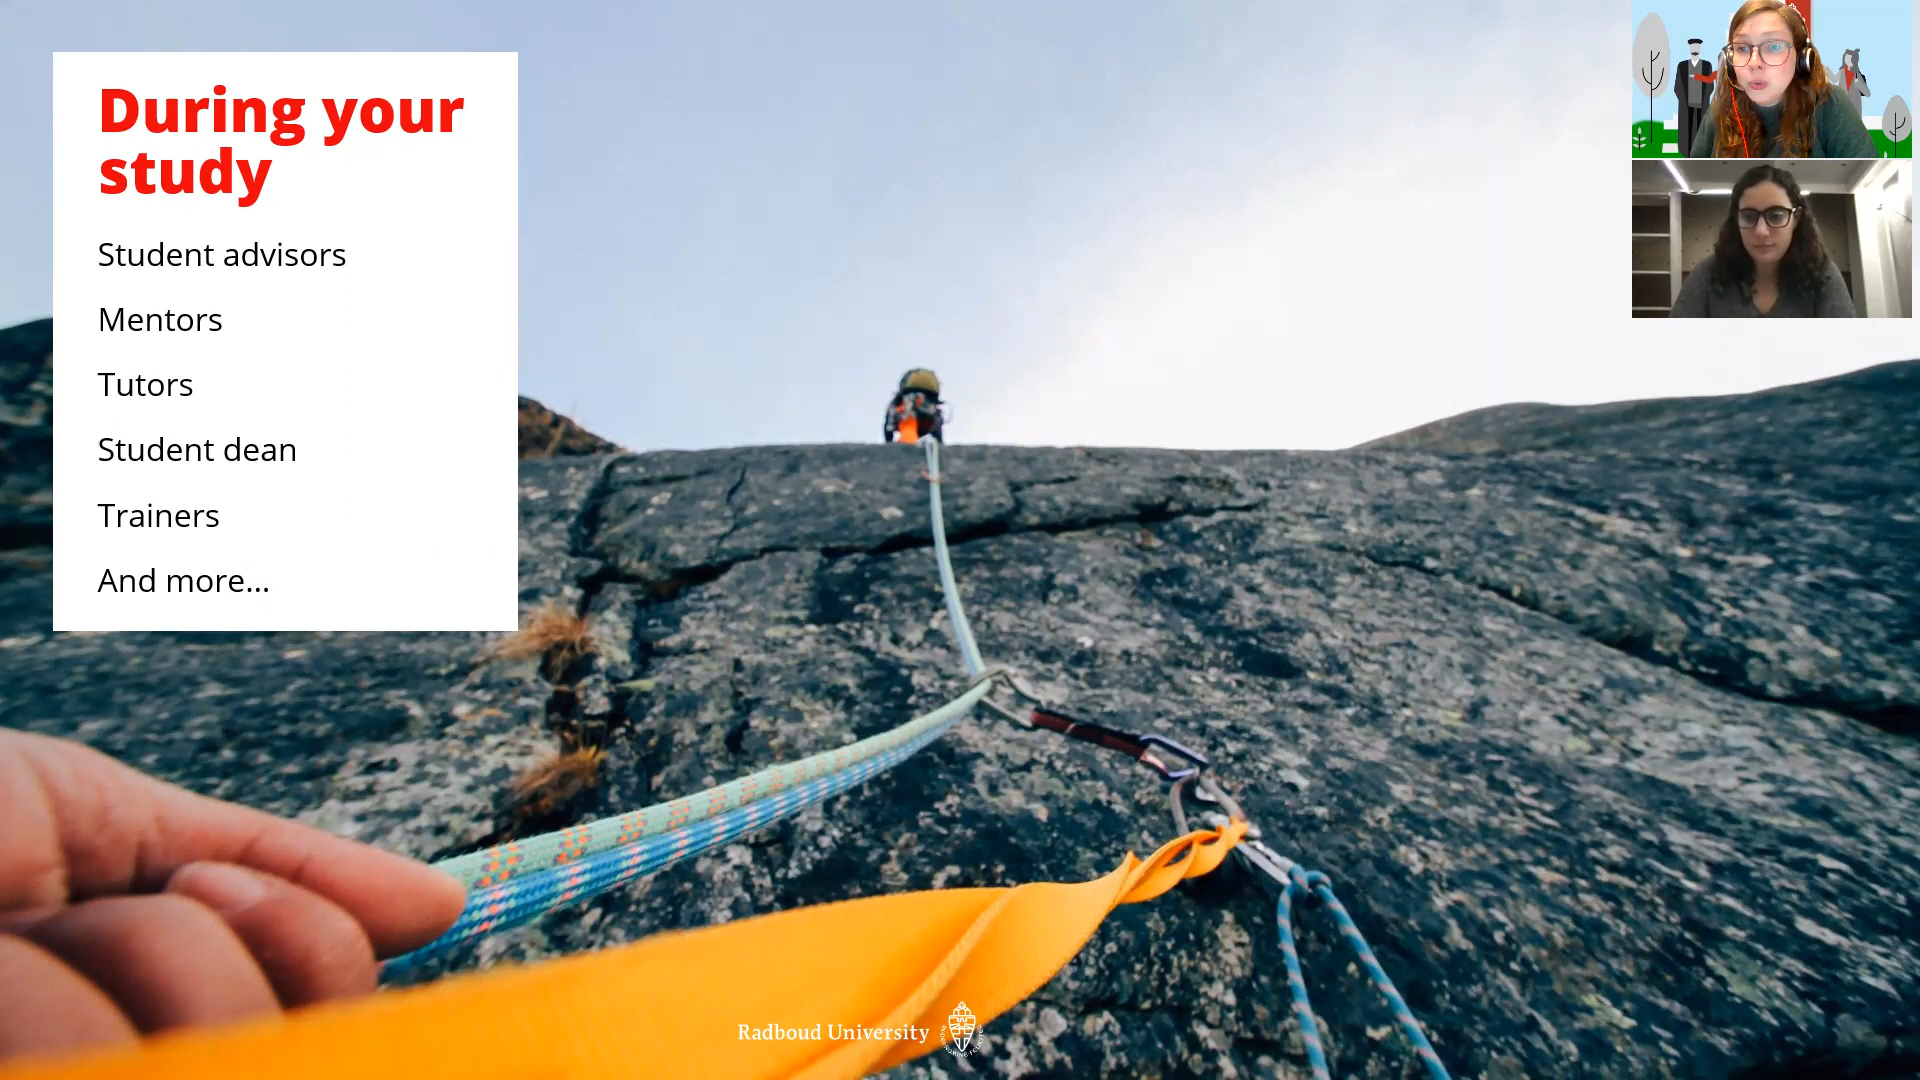 During your
study
Student advisors
Mentors
Tutors
Student dean
Trainers
And more...
Radboud University